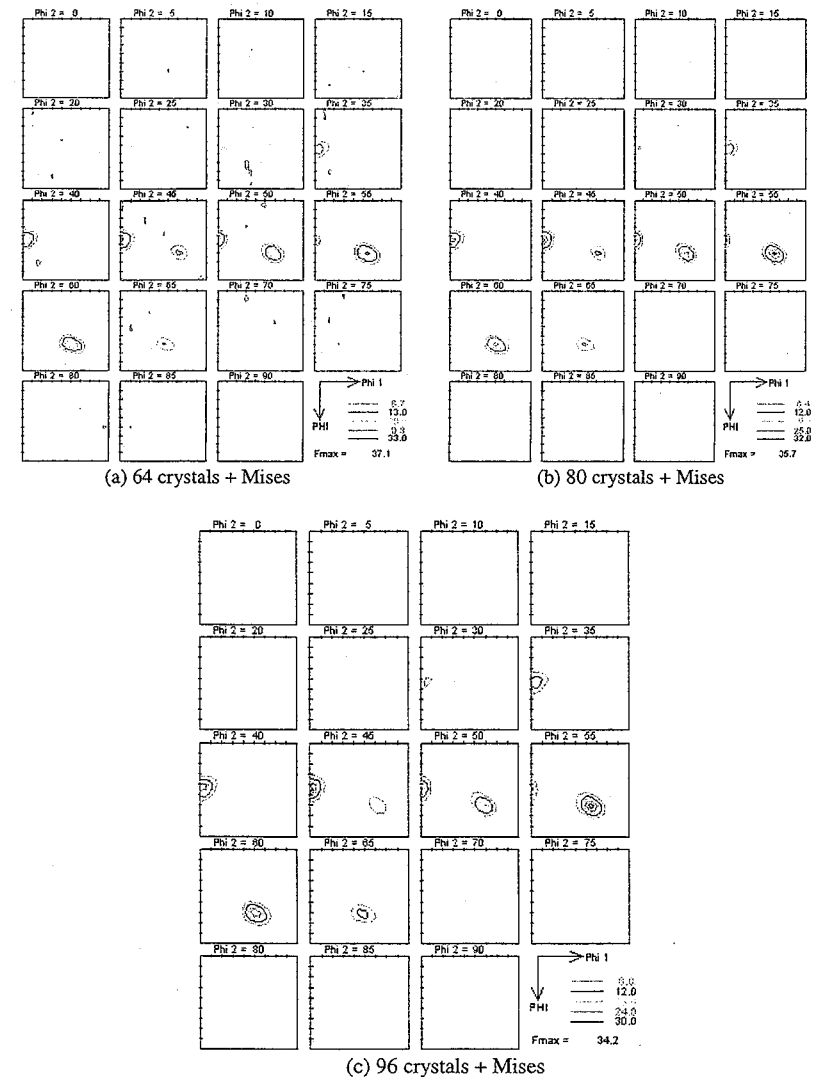 Phi 2 = 0 Phi 2 = 5 Phi 2 = 10 Phi 2 = 15
Phi 2 = 20 Phi 2 = 25 Phi 2 = 30 Phi 2 = 35
Phi 2 = 40 Phi 2 = 45 Phi 2 = 50 Phi 2 = 55
Phi 2 = 60 Phi 2 = 65 Phi 2 = 70 Phi 2 = 75
Phi 2 = 80 Phi 2 = 85 Phi 2 = 90
Phi 1
PHI
13.0
33.0
Fmax = 37.1
(a) 64 crystals + Mises
Phi 2 = 0 Phi 2 = 5 Phi 2 = 10 Phi 2 = 15
Phi 2 = 20 Phi 2 = 25 Phi 2 = 30 Phi 2 = 35
Phi 2 = 40 Phi 2 = 45 Phi 2 = 50 Phi 2 = 55
Phi 2 = 60 Phi 2 = 65 Phi 2 = 70 Phi 2 = 75
Phi 2 = 80 Phi 2 = 85 Phi 2 = 90
Phi 1
PHI
12.0
25.0
32.0
Fmax = 35.7
(b) 80 crystals + Mises
Phi 2 = 0 Phi 2 = 5 Phi 2 = 10 Phi 2 = 15
Phi 2 = 20 Phi 2 = 25 Phi 2 = 30 Phi 2 = 35
Phi 2 = 40 Phi 2 = 45 Phi 2 = 50 Phi 2 = 55
Phi 2 = 60 Phi 2 = 65 Phi 2 = 70 Phi 2 = 75
Phi 2 = 80 Phi 2 = 85 Phi 2 = 90
Phi 1
PHI
12.0
24.0
30.0
Fmax = 34.2
(c) 96 crystals + Mises